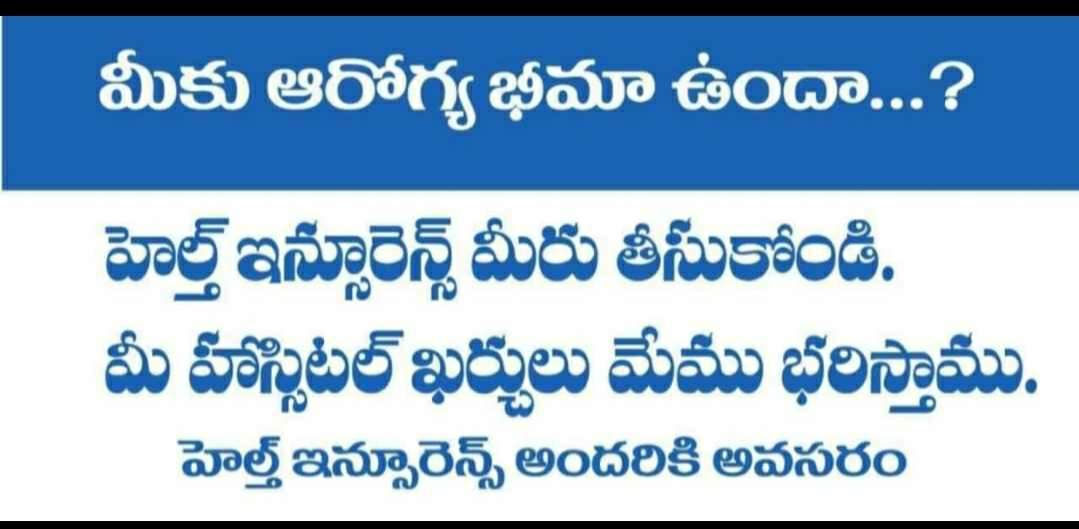 మీకు ఆరోగ్య భీమా ఉందా...?
హెల్త్ ఇన్సూరెన్స్ మీరు తీసుకోండి.
మీ హాస్పిటల్ ఖర్చులు మేము భరిస్తాము.
హెల్త్ ఇన్సూరెన్స్ అందరికి అవసరం